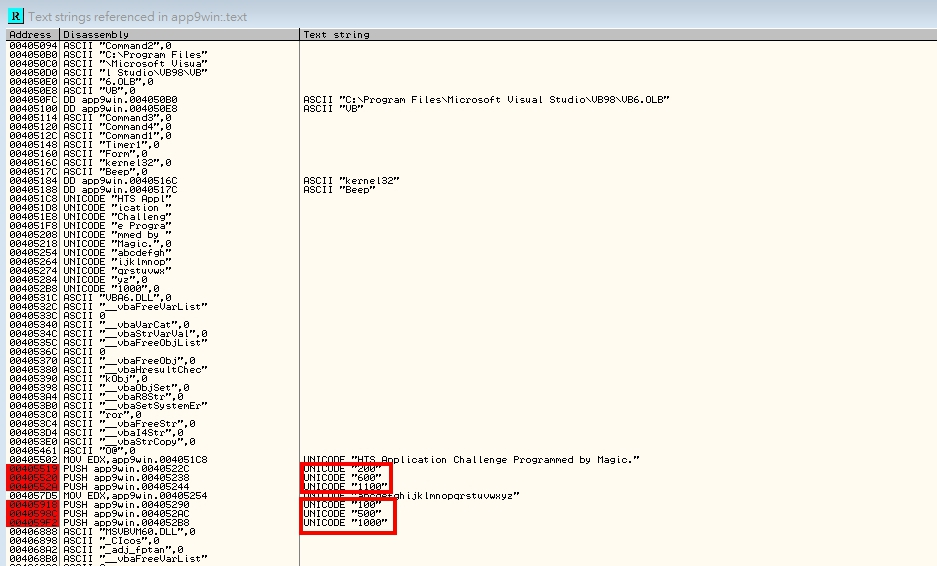 R Text strings referenced in app9win:.text
Address Disassembly Text string
00405094 ASCII "Command2",0
004050B0 ASCII "C:\Program Files"
004050C0 ASCII "\Microsoft Visua"
004050D0 ASCII "l Studio\VB98\VB"
004050E0 ASCII "6.OLB",0
004050E8 ASCII "VB",0
004050FC DD app9win.004050B0 ASCII "C:\Program Files\Microsoft Visual Studio\VB98\VB6.OLB"
00405100 DD app9win.004050E8 ASCII "VB"
00405114 ASCII "Command3",0
00405120 ASCII "Command4",0
0040512C ASCII "Command1",0
00405148 ASCII "Timer1",0
00405160 ASCII "Form",0
0040516C ASCII "kernel32",0
0040517C ASCII "Beep",0
00405184 DD app9win.0040516C ASCII "kernel32"
00405188 DD app9win.0040517C ASCII "Beep"
004051C8 UNICODE "HTS Appl"
004051D8 UNICODE "ication "
004051E8 UNICODE "Challeng"
004051F8 UNICODE "e Progra"
00405208 UNICODE "mmed by "
00405218 UNICODE "Magic.",0
00405254 UNICODE "abcdefgh"
00405264 UNICODE "ijklmnop"
00405274 UNICODE "qrstuvwx"
00405284 UNICODE "yz",0
004052B8 UNICODE "1000",0
0040531C ASCII "VBA6.DLL",0
0040532C ASCII "__vbaFreeVarList"
0040533C ASCII 0
00405340 ASCII "__vbaVarCat",0
0040534C ASCII "__vbaStrVarVal",0
0040535C ASCII "__vbaFreeObjList"
0040536C ASCII 0
00405370 ASCII "__vbaFreeObj",0
00405380 ASCII "__vbaHresultChec"
00405390 ASCII "kObj",0
00405398 ASCII "__vbaObjSet",0
004053A4 ASCII "__vbaR8Str",0
004053B0 ASCII "__vbaSetSystemEr"
004053C0 ASCII "ror",0
004053C4 ASCII "__vbaFreeStr",0
004053D4 ASCII "__vbaI4Str",0
004053E0 ASCII "__vbaStrCopy",0
00405461 ASCII "O@",0
00405502 MOV EDX,app9win.004051C8 UNICODE "HTS Application Challenge Programmed by Magic."
00405519 PUSH app9win.0040522C UNICODE "200"
00405520 PUSH app9win.00405238 UNICODE "600"
0040552A PUSH app9win.00405244 UNICODE "1100"
004057D5 MOV EDX,app9win.00405254 UNICODE "abcdefghijklmnopqrstuvwxyz"
00405918 PUSH app9win.00405290 UNICODE "100"
0040598C PUSH app9win.004052AC UNICODE "500"
004059F2 PUSH app9win.004052B8 UNICODE "1000"
00406888 ASCII "MSVBVM60.DLL",0
00406898 ASCII "_CIcos",0
004068A2 ASCII "_adj_fptan",0
004068B0 ASCII "__vbaFreeVarList"